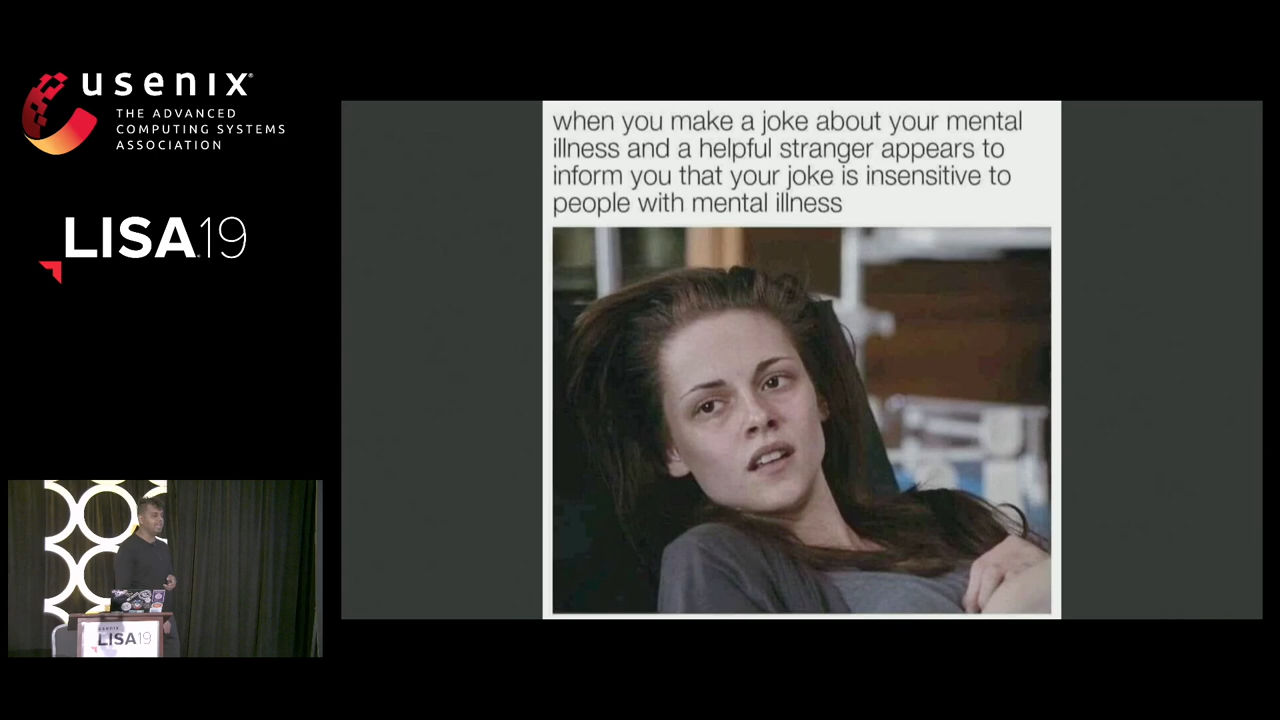 usenix
THE ADVANCED
COMPUTING SYSTEMS
ASSOCIATION
LISA19
when you make a joke about your mental
illness and a helpful stranger appears to
inform you that your joke is insensitive to
people with mental illness
usenix
LISA19